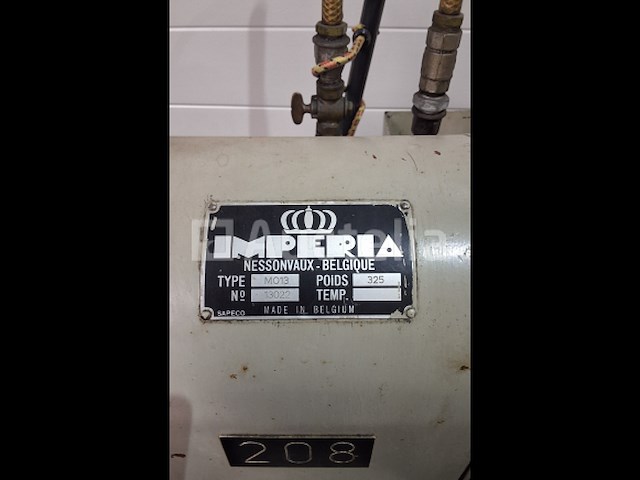 IMPERIA
NESSONVAUX-BELGIQUE
TYPE MO13 POIDS 325
Nº 13022 TEMP.
SAPECO MADE IN BELGIUM
208